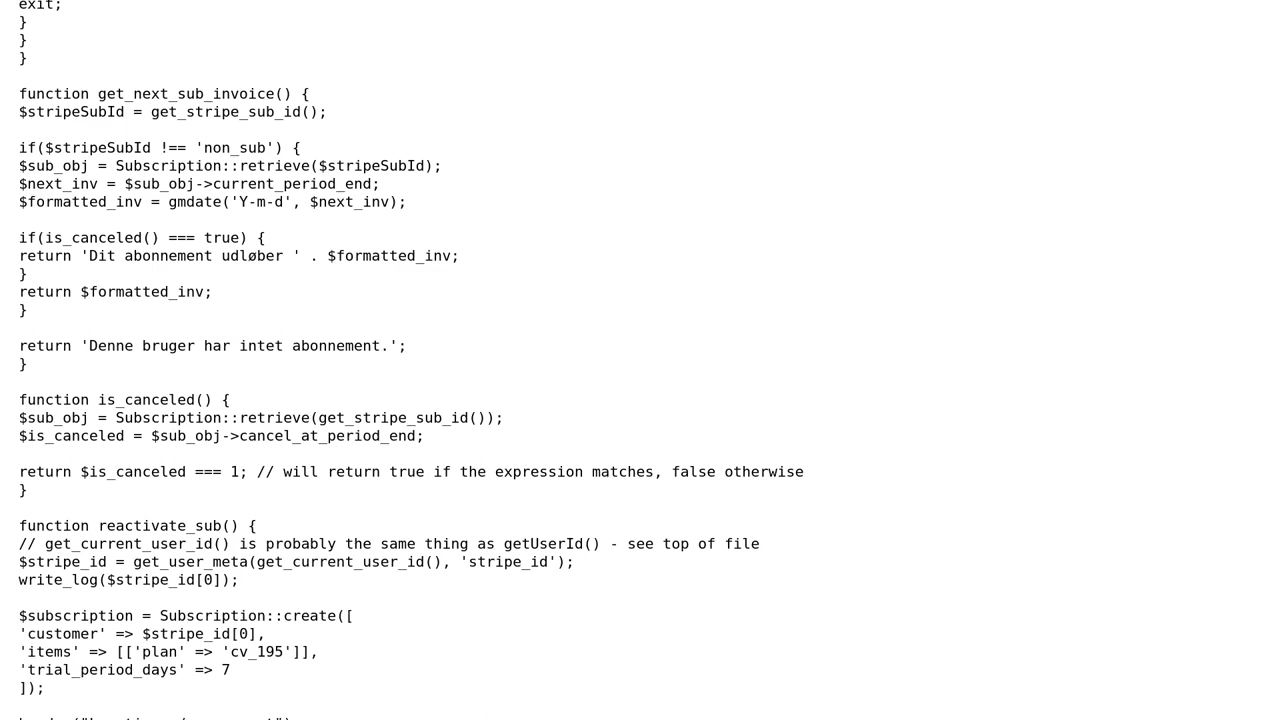 exit;
}
}
}
function get_next_sub_invoice() {
$stripeSubId = get_stripe_sub_id();
if($stripeSubId !== 'non_sub') {
$sub_obj = Subscription::retrieve($stripeSubId);
$next_inv = $sub_obj->current_period_end;
$formatted_inv = gmdate('Y-m-d', $next_inv);
if(is_canceled() === true) {
return 'Dit abonnement udløber ' . $formatted_inv;
}
return $formatted_inv;
}
return 'Denne bruger har intet abonnement.';
}
function is_canceled() {
$sub_obj = Subscription::retrieve(get_stripe_sub_id());
$is_canceled = $sub_obj->cancel_at_period_end;
return $is_canceled === 1; // will return true if the expression matches, false otherwise
}
function reactivate_sub() {
// get_current_user_id() is probably the same thing as getUserId() - see top of file
$stripe_id = get_user_meta(get_current_user_id(), 'stripe_id');
write_log($stripe_id[0]);
$subscription = Subscription::create([
'customer' => $stripe_id[0],
'items' => [['plan' => 'cv_195']],
'trial_period_days' => 7
]);